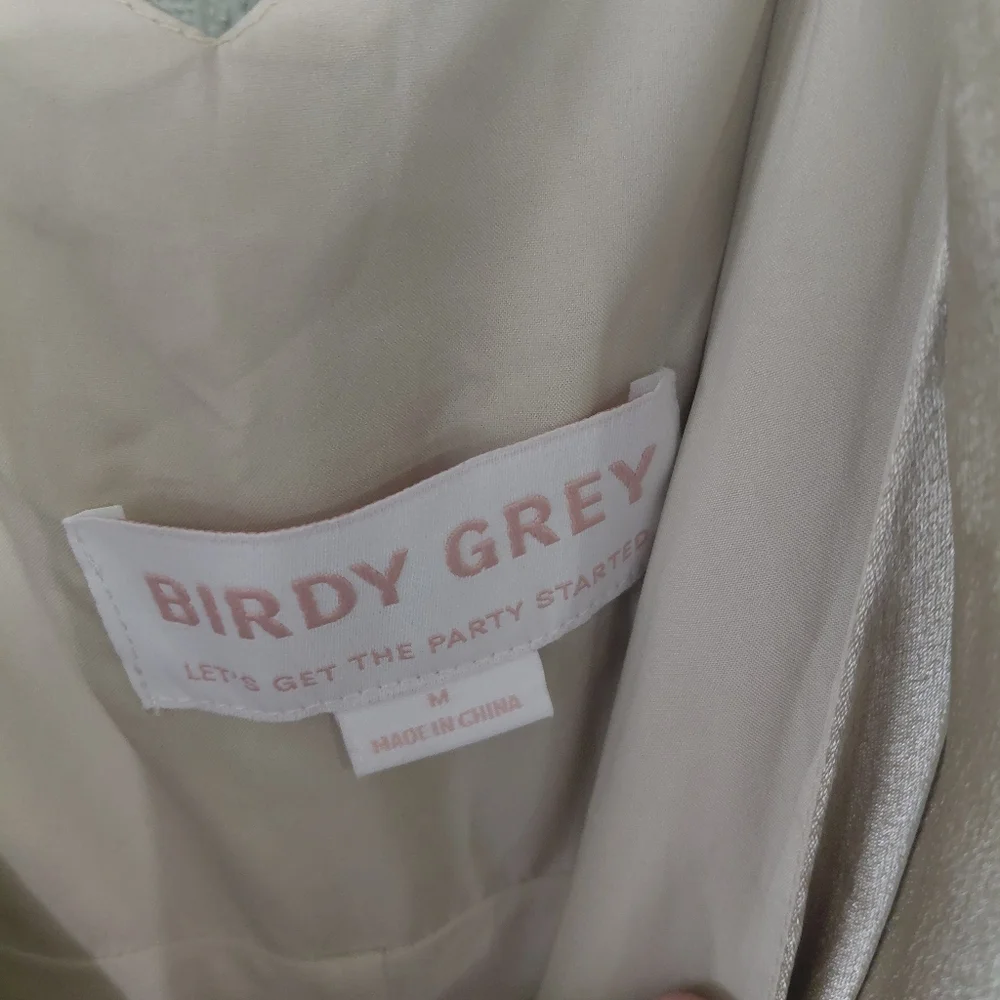 BIRDY GREY
LET'S GET THE PARTY STARTED
M
MADE IN CHINA